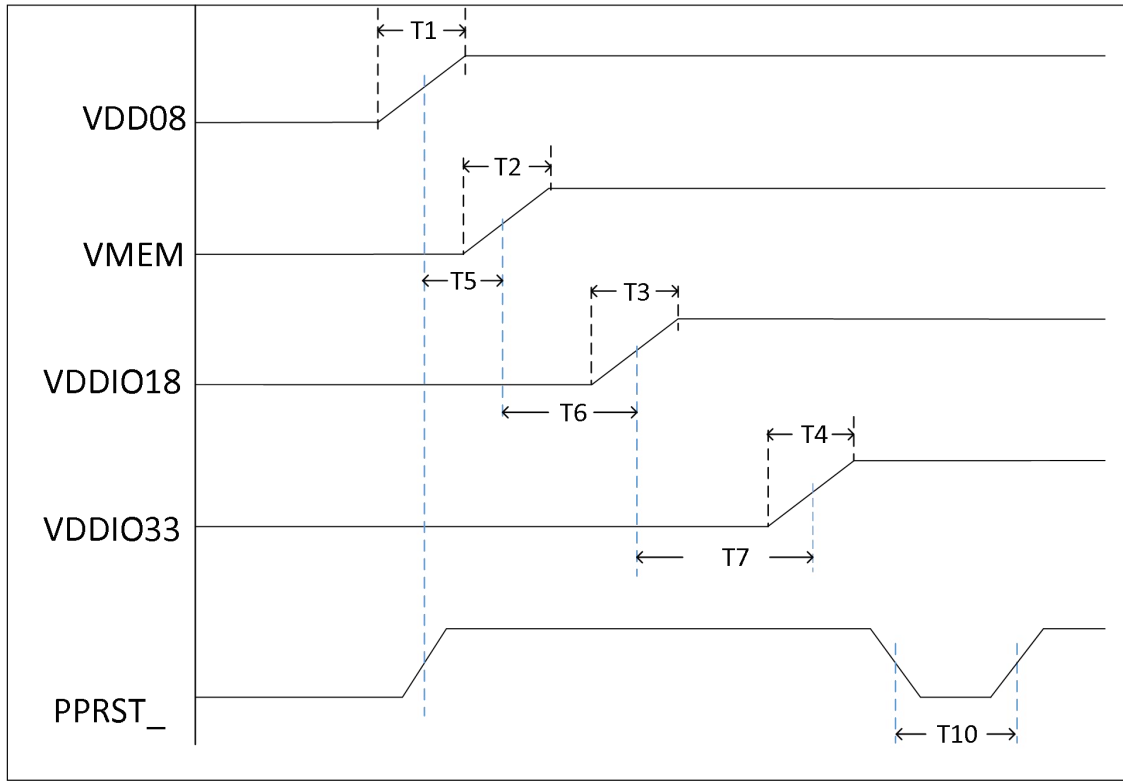 T1
VDD08
T2
VMEM
T5
T3
VDDIO18
T6
T4
VDDIO33
T7
PPRST_
T10